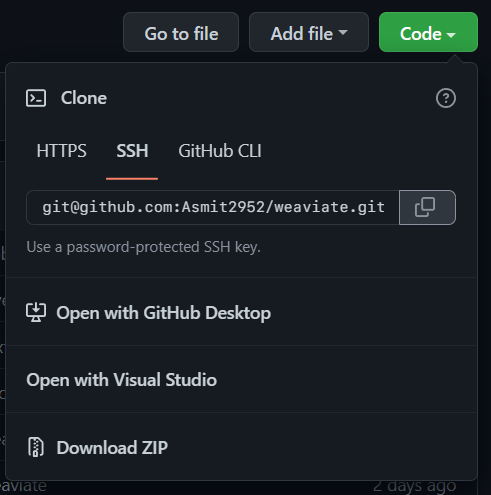 Go to file
Add file
Code
Clone
HTTPS
SSH
GitHub CLI
git@github.com:Asmit2952/weaviate.git
Use a password-protected SSH key.
Open with GitHub Desktop
Open with Visual Studio
Download ZIP
eaviate
2 days ago